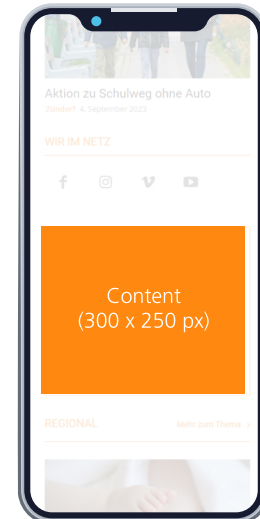 Aktion zu Schulweg ohne Auto
Zündorf 4. September 2023
WIR IM NETZ
Content
(300 x 250 px)
REGIONAL
Mehr zum Thema >